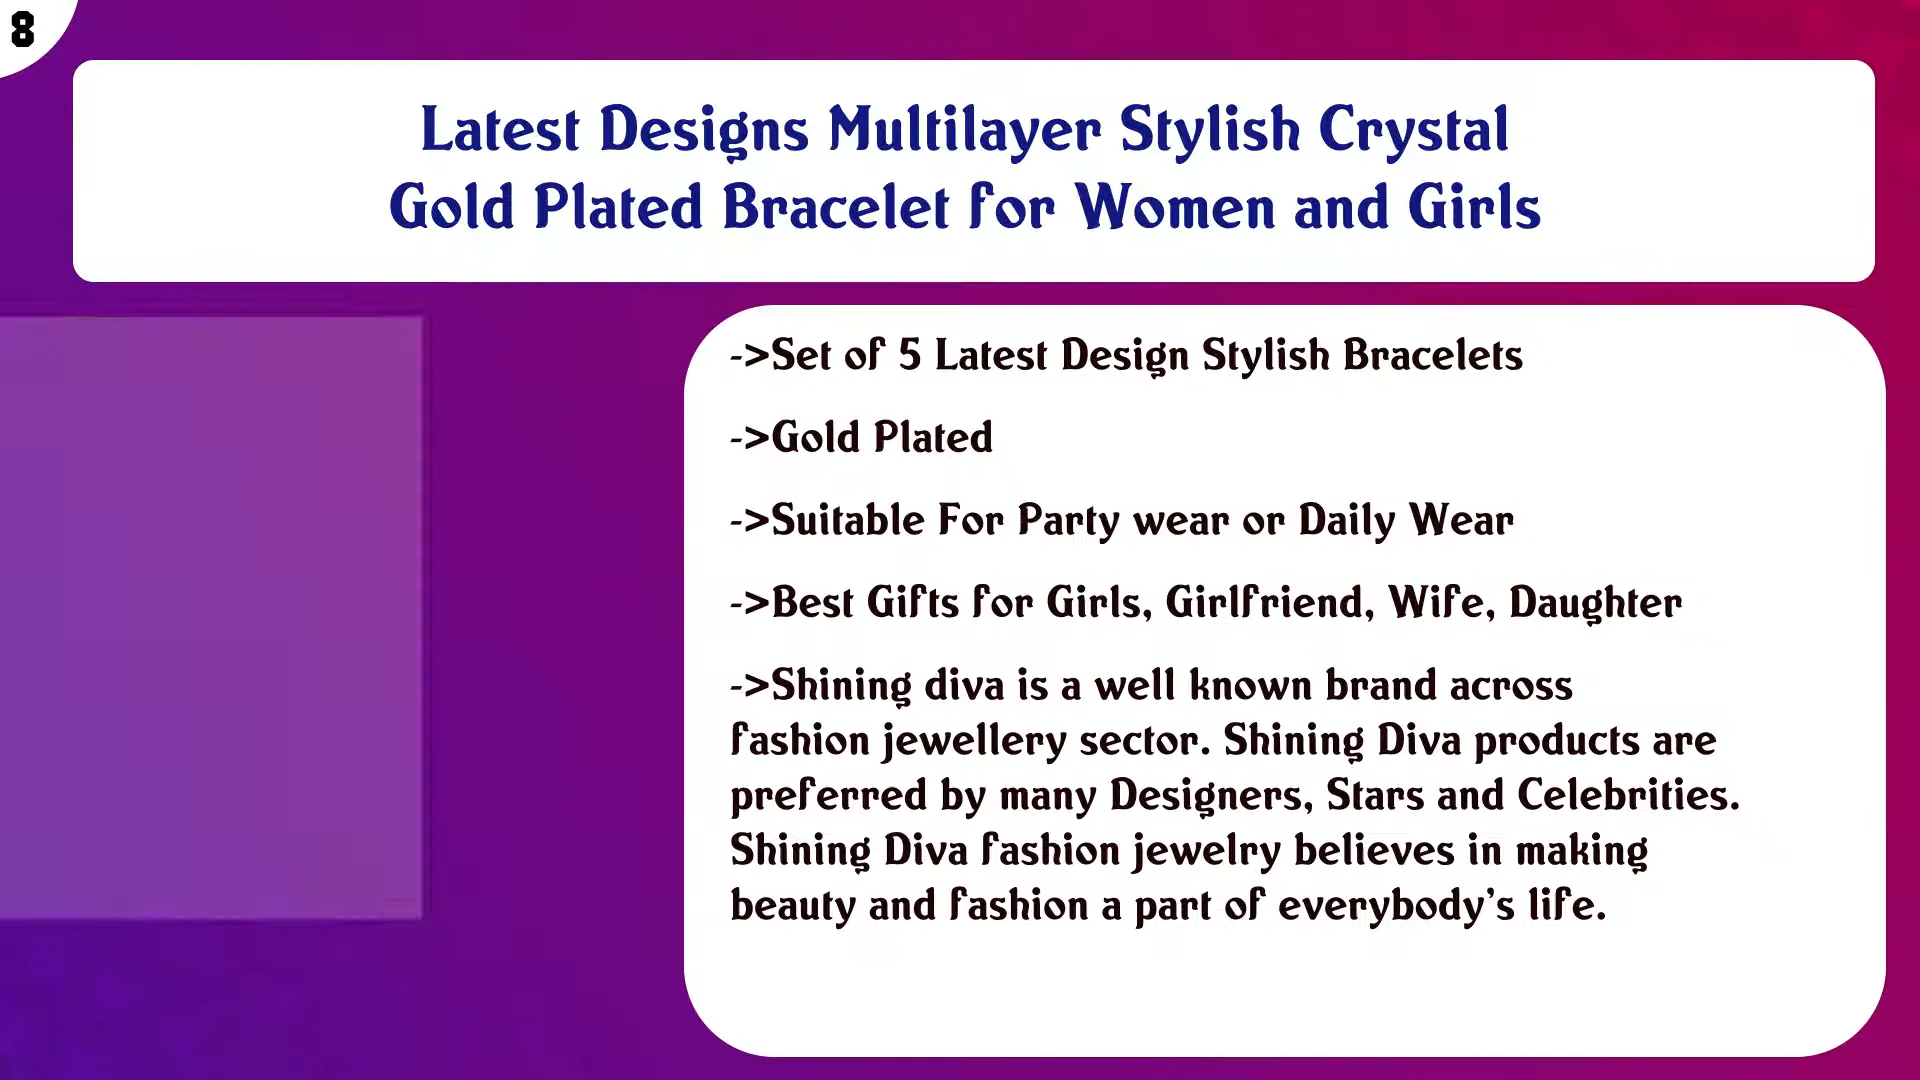 8
Latest Designs Multilayer Stylish Crystal
Gold Plated Bracelet for Women and Girls
->Set of 5 Latest Design Stylish Bracelets
->Gold Plated
->Suitable For Party wear or Daily Wear
->Best Gifts for Girls, Girlfriend, Wife, Daughter
->Shining diva is a well known brand across
fashion jewellery sector. Shining Diva products are
preferred by many Designers, Stars and Celebrities.
Shining Diva fashion jewelry believes in making
beauty and fashion a part of everybody's life.